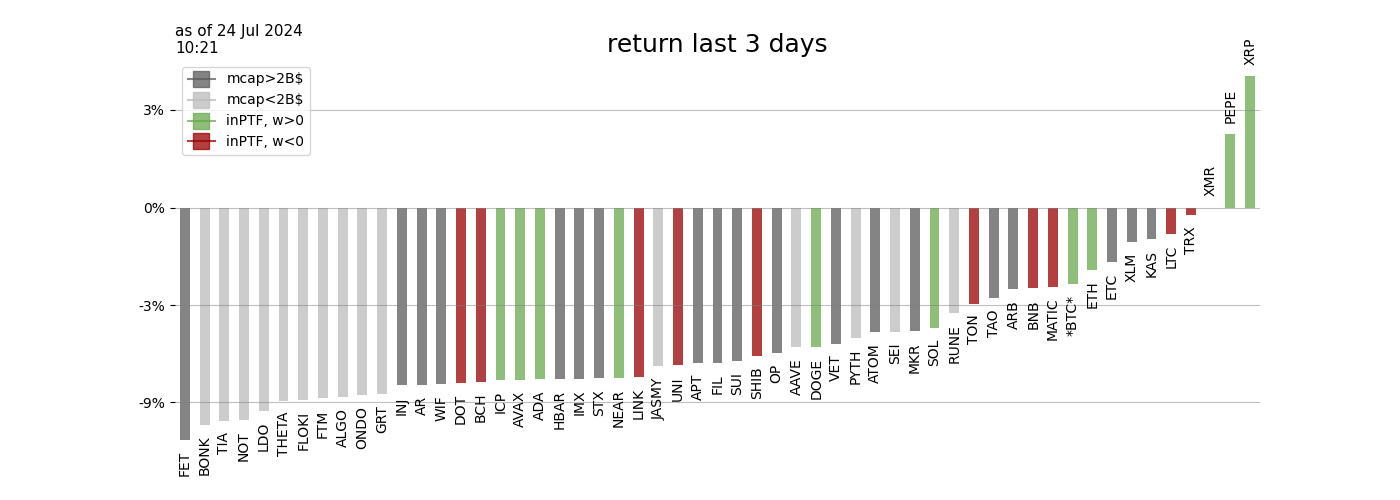 as of 24 Jul 2024
10:21
return last 3 days
mcap>2B$
mcap<2B$
inPTF, w>0
inPTF, w<0
3%
0%
-3%
-9%
FET
BONK
TIA
NOT
LDO
THETA
FLOKI
FTM
ALGO
ONDO
GRT
INJ
AR
WIF
DOT
BCH
ICP
AVAX
ADA
HBAR
IMX
STX
NEAR
LINK
JASMY
UNI
APT
FIL
SUI
SHIB
OP
AAVE
DOGE
VET
PYTH
ATOM
SEI
MKR
SOL
RUNE
TON
TAO
ARB
BNB
MATIC
*BTC*
ETH
ETC
XLM
KAS
LTC
TRX
XMR
PEPE
XRP